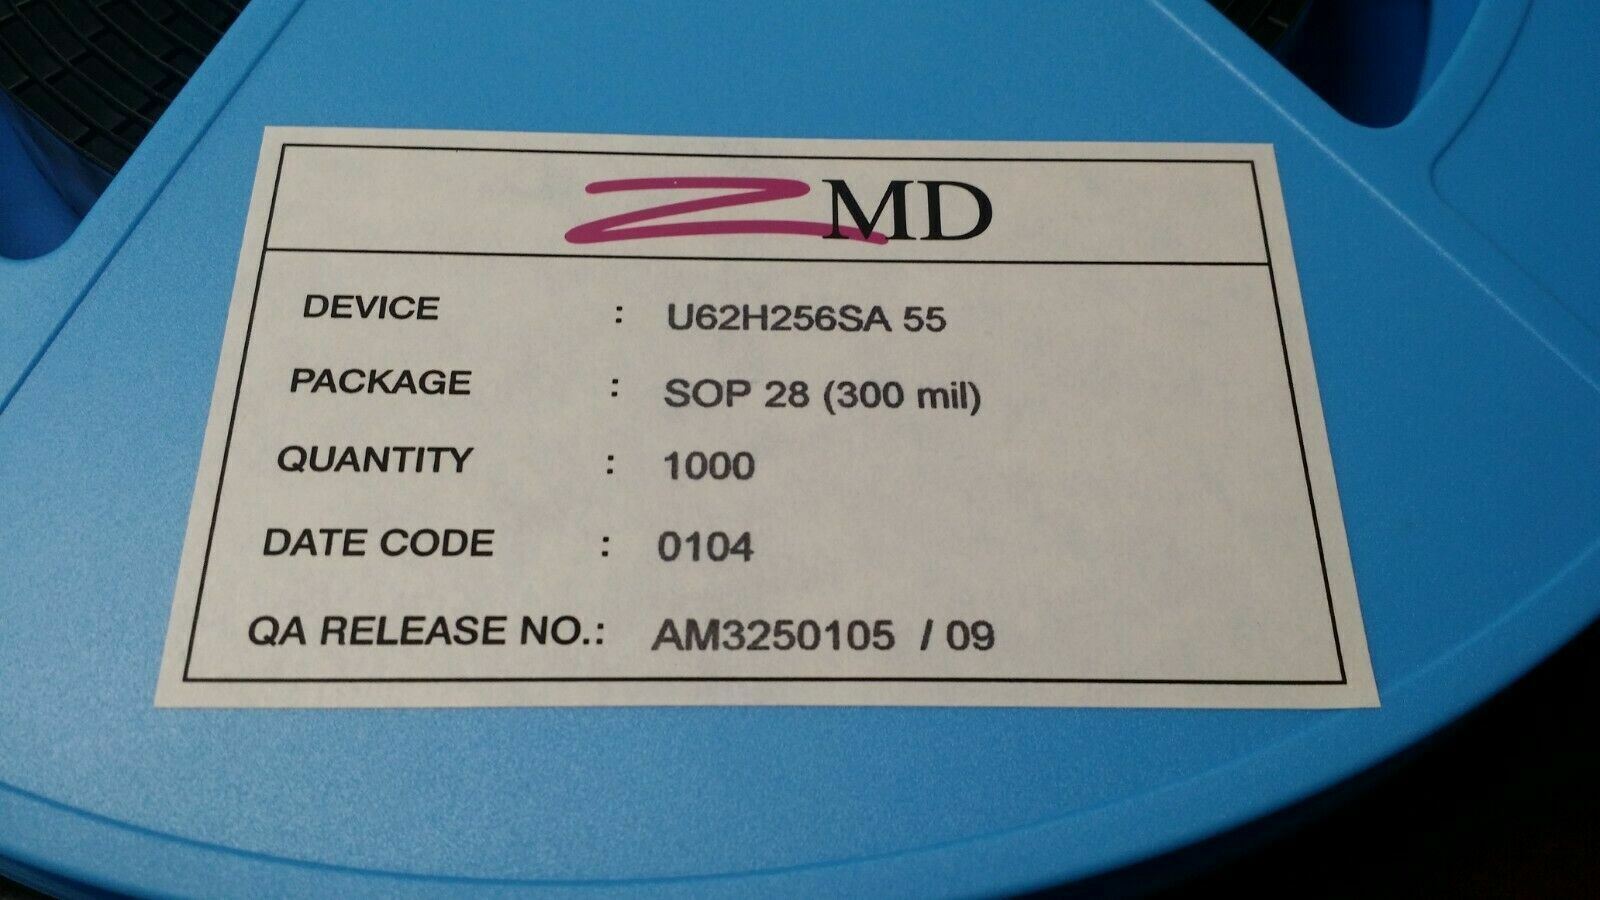 ZMD
DEVICE : U62H256SA 55
PACKAGE : SOP 28 (300 mil)
QUANTITY : 1000
DATE CODE : 0104
QA RELEASE NO.: AM3250105 / 09